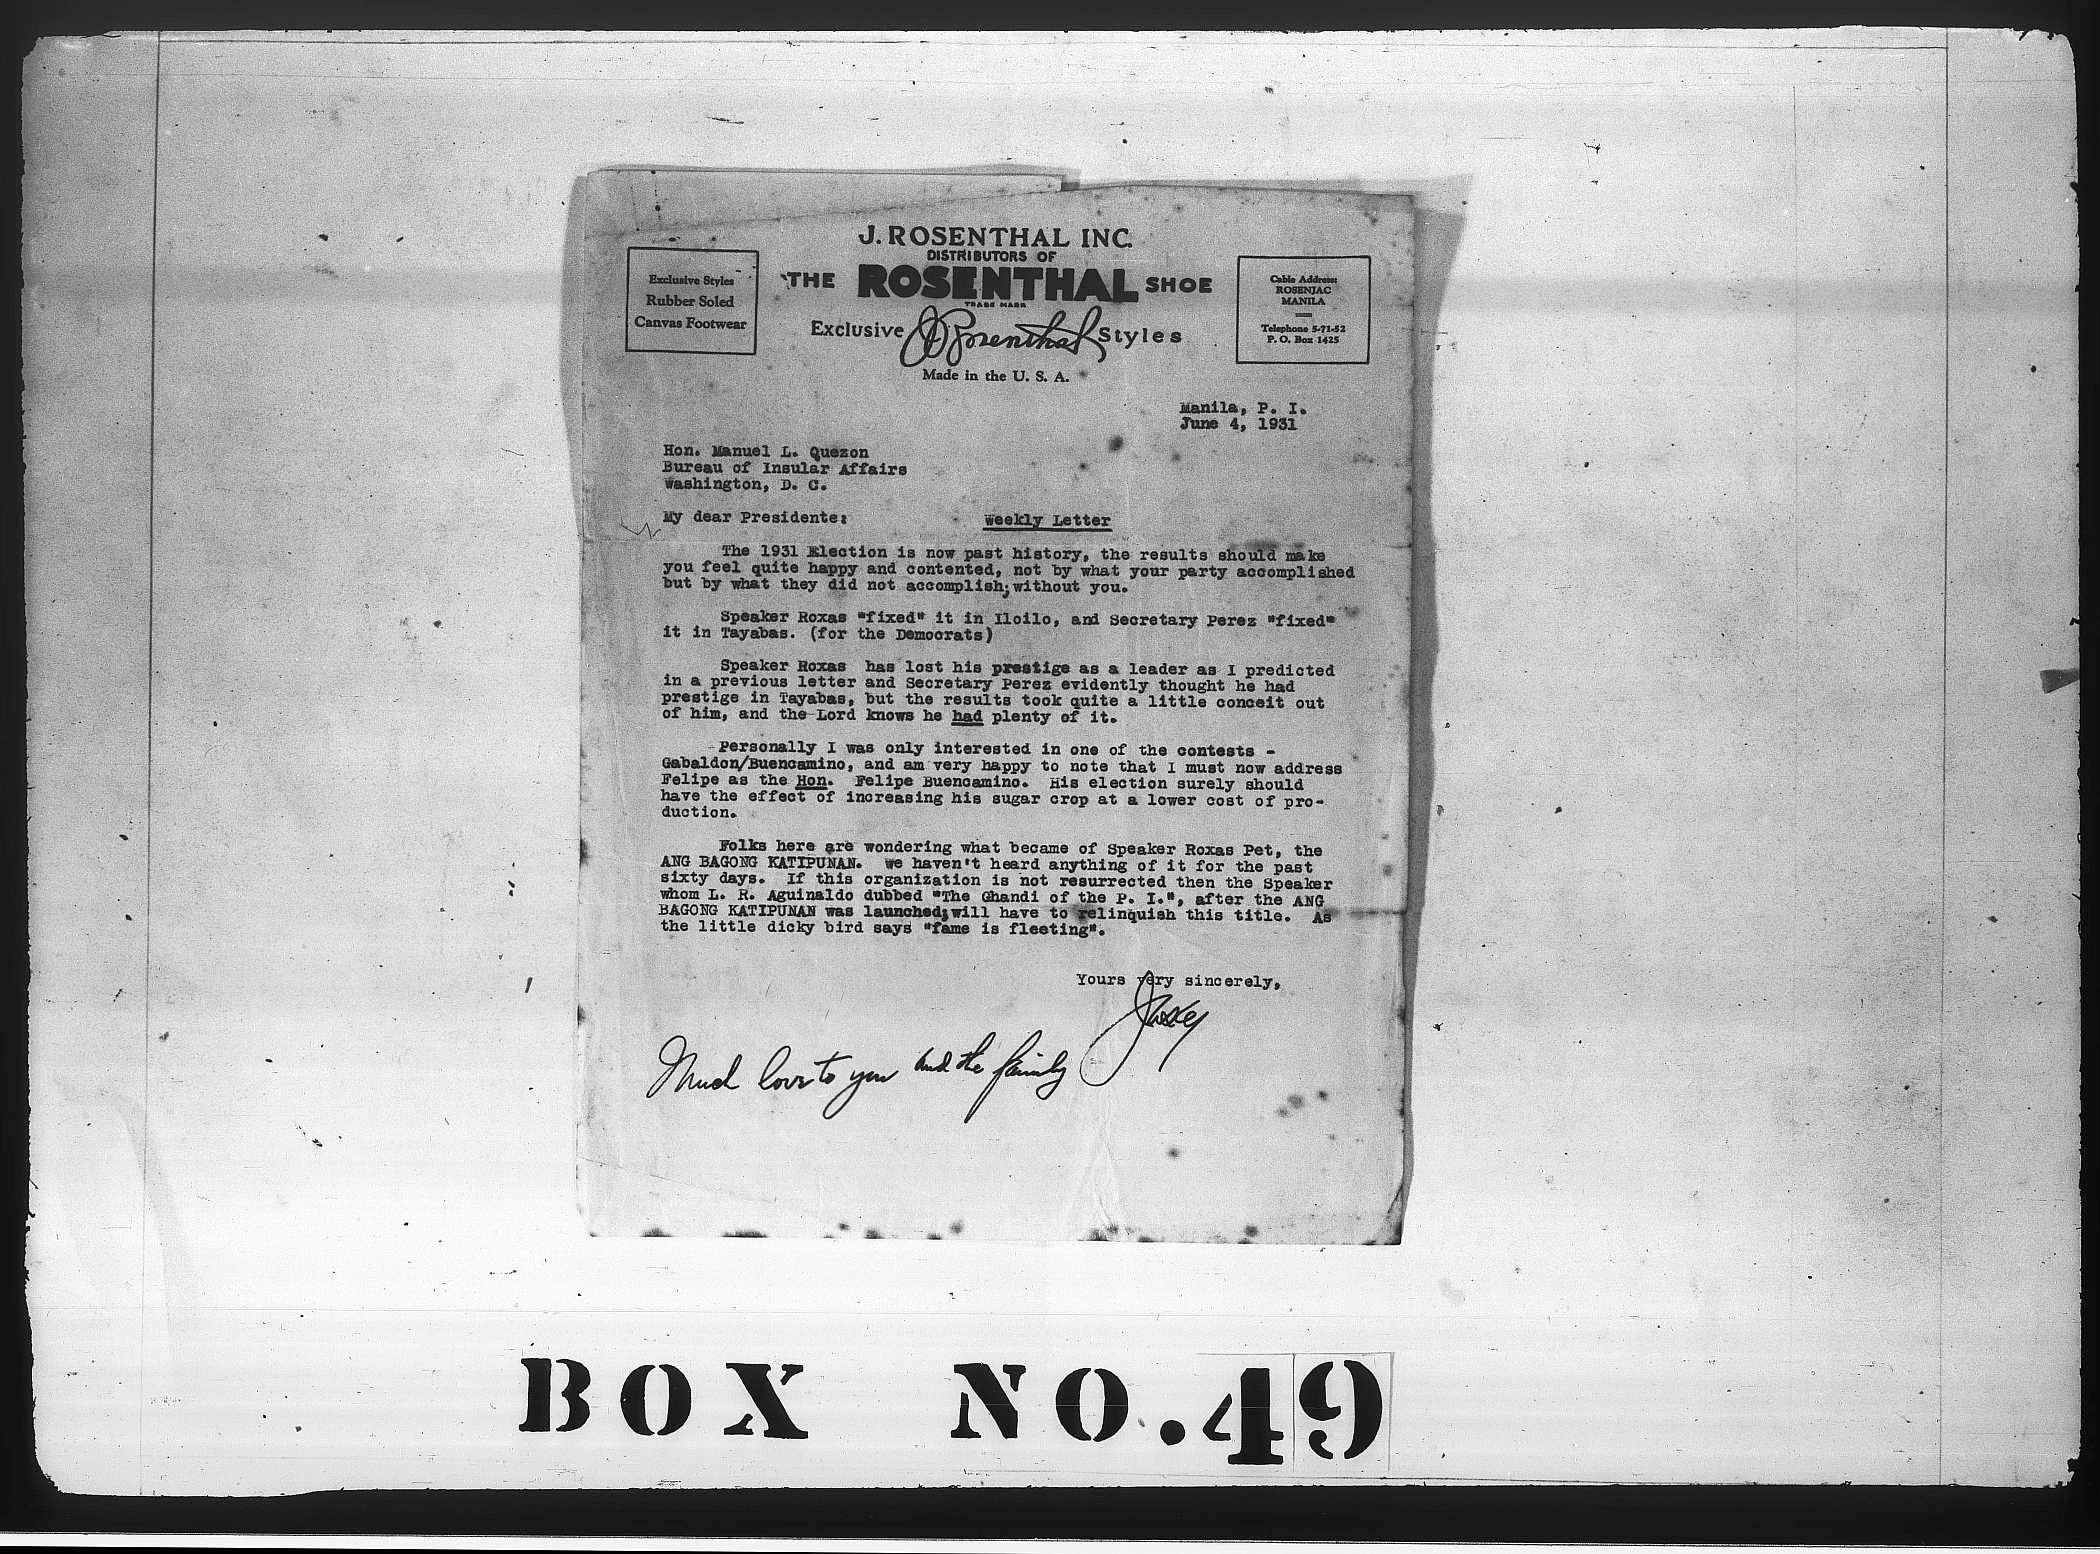 J. ROSENTHAL INC.
DISTRIBUTORS OF
THE ROSENTHAL SHOE
TRADE MARK
Exclusive J Rosenthal Styles
Made in the U. S. A.
Exclusive Styles
Rubber Soled
Canvas Footwear
Cable Address:
ROSENJAC
MANILA
Telephone 5-71-52
P. O. Box 1425
Manila, P. I.
June 4, 1931
Hon. Manuel L. Quezon
Bureau of Insular Affairs
Washington, D. C.
My dear Presidente: Weekly Letter
The 1931 Election is now past history, the results should make
you feel quite happy and contented, not by what your party accomplished
but by what they did not accomplish;without you.
Speaker Roxas "fixed" it in Iloilo, and Secretary Perez "fixed"
it in Tayabas. (for the Democrats)
Speaker Roxas has lost his prestige as a leader as I predicted
in a previous letter and Secretary Perez evidently thought he had
prestige in Tayabas, but the results took quite a little conceit out
of him, and the Lord knows he had plenty of it.
Personally I was only interested in one of the contests -
Gabaldon/Buencamino, and am very happy to note that I must now address
Felipe as the Hon. Felipe Buencamino. His election surely should
have the effect of increasing his sugar crop at a lower cost of pro-
duction.
Folks here are wondering what became of Speaker Roxas Pet, the
ANG BAGONG KATIPUNAN. We haven't heard anything of it for the past
sixty days. If this organization is not resurrected then the Speaker
whom L. R. Aguinaldo dubbed "The Ghandi of the P. I.", after the ANG
BAGONG KATIPUNAN was launched;will have to relinquish this title. As
the little dicky bird says "fame is fleeting".
Yours very sincerely,
Much love to you and the family
BOX NO. 49